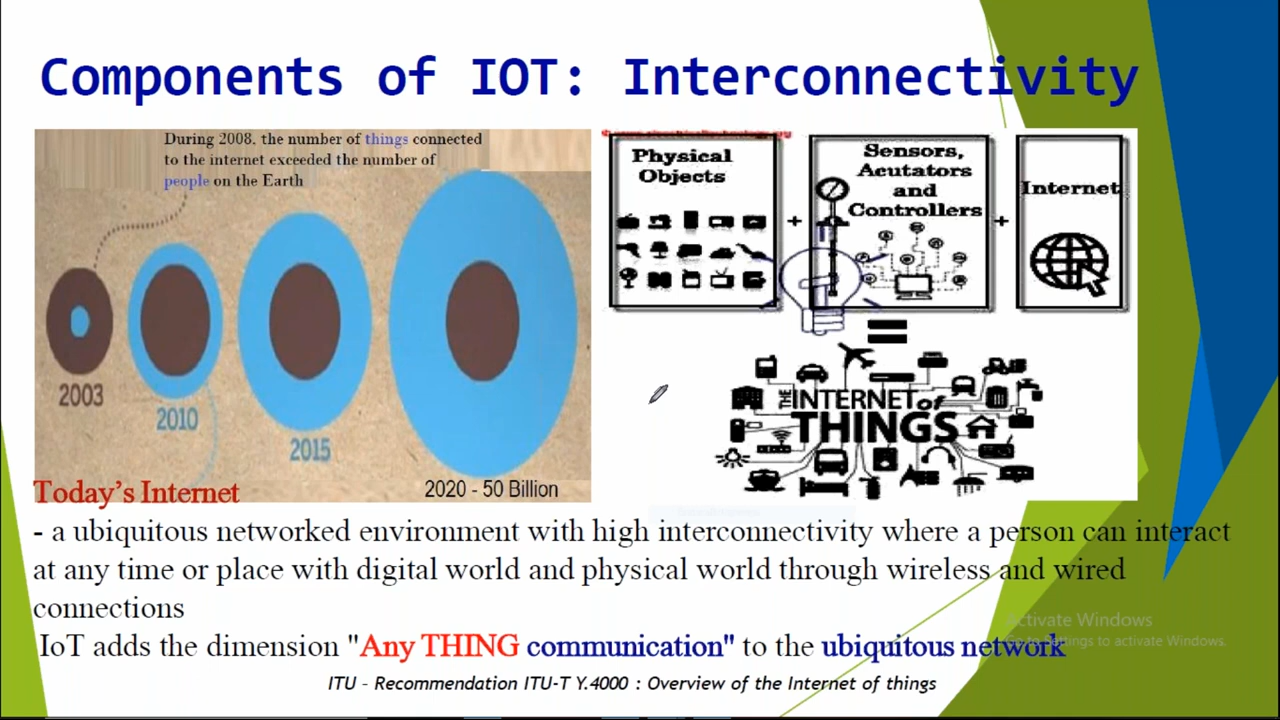 Components of IOT: Interconnectivity
During 2008, the number of things connected
to the internet exceeded the number of
people on the Earth
2003
2010
2015
2020 - 50 Billion
Physical
Objects
+
Sensors,
Acutators
and
Controllers
+
Internet
=
THE INTERNET of
THINGS
Today's Internet
- a ubiquitous networked environment with high interconnectivity where a person can interact
at any time or place with digital world and physical world through wireless and wired
connections
IoT adds the dimension "Any THING communication" to the ubiquitous network
ITU - Recommendation ITU-T Y.4000 : Overview of the Internet of things
Activate Windows
Go to Settings to activate Windows.